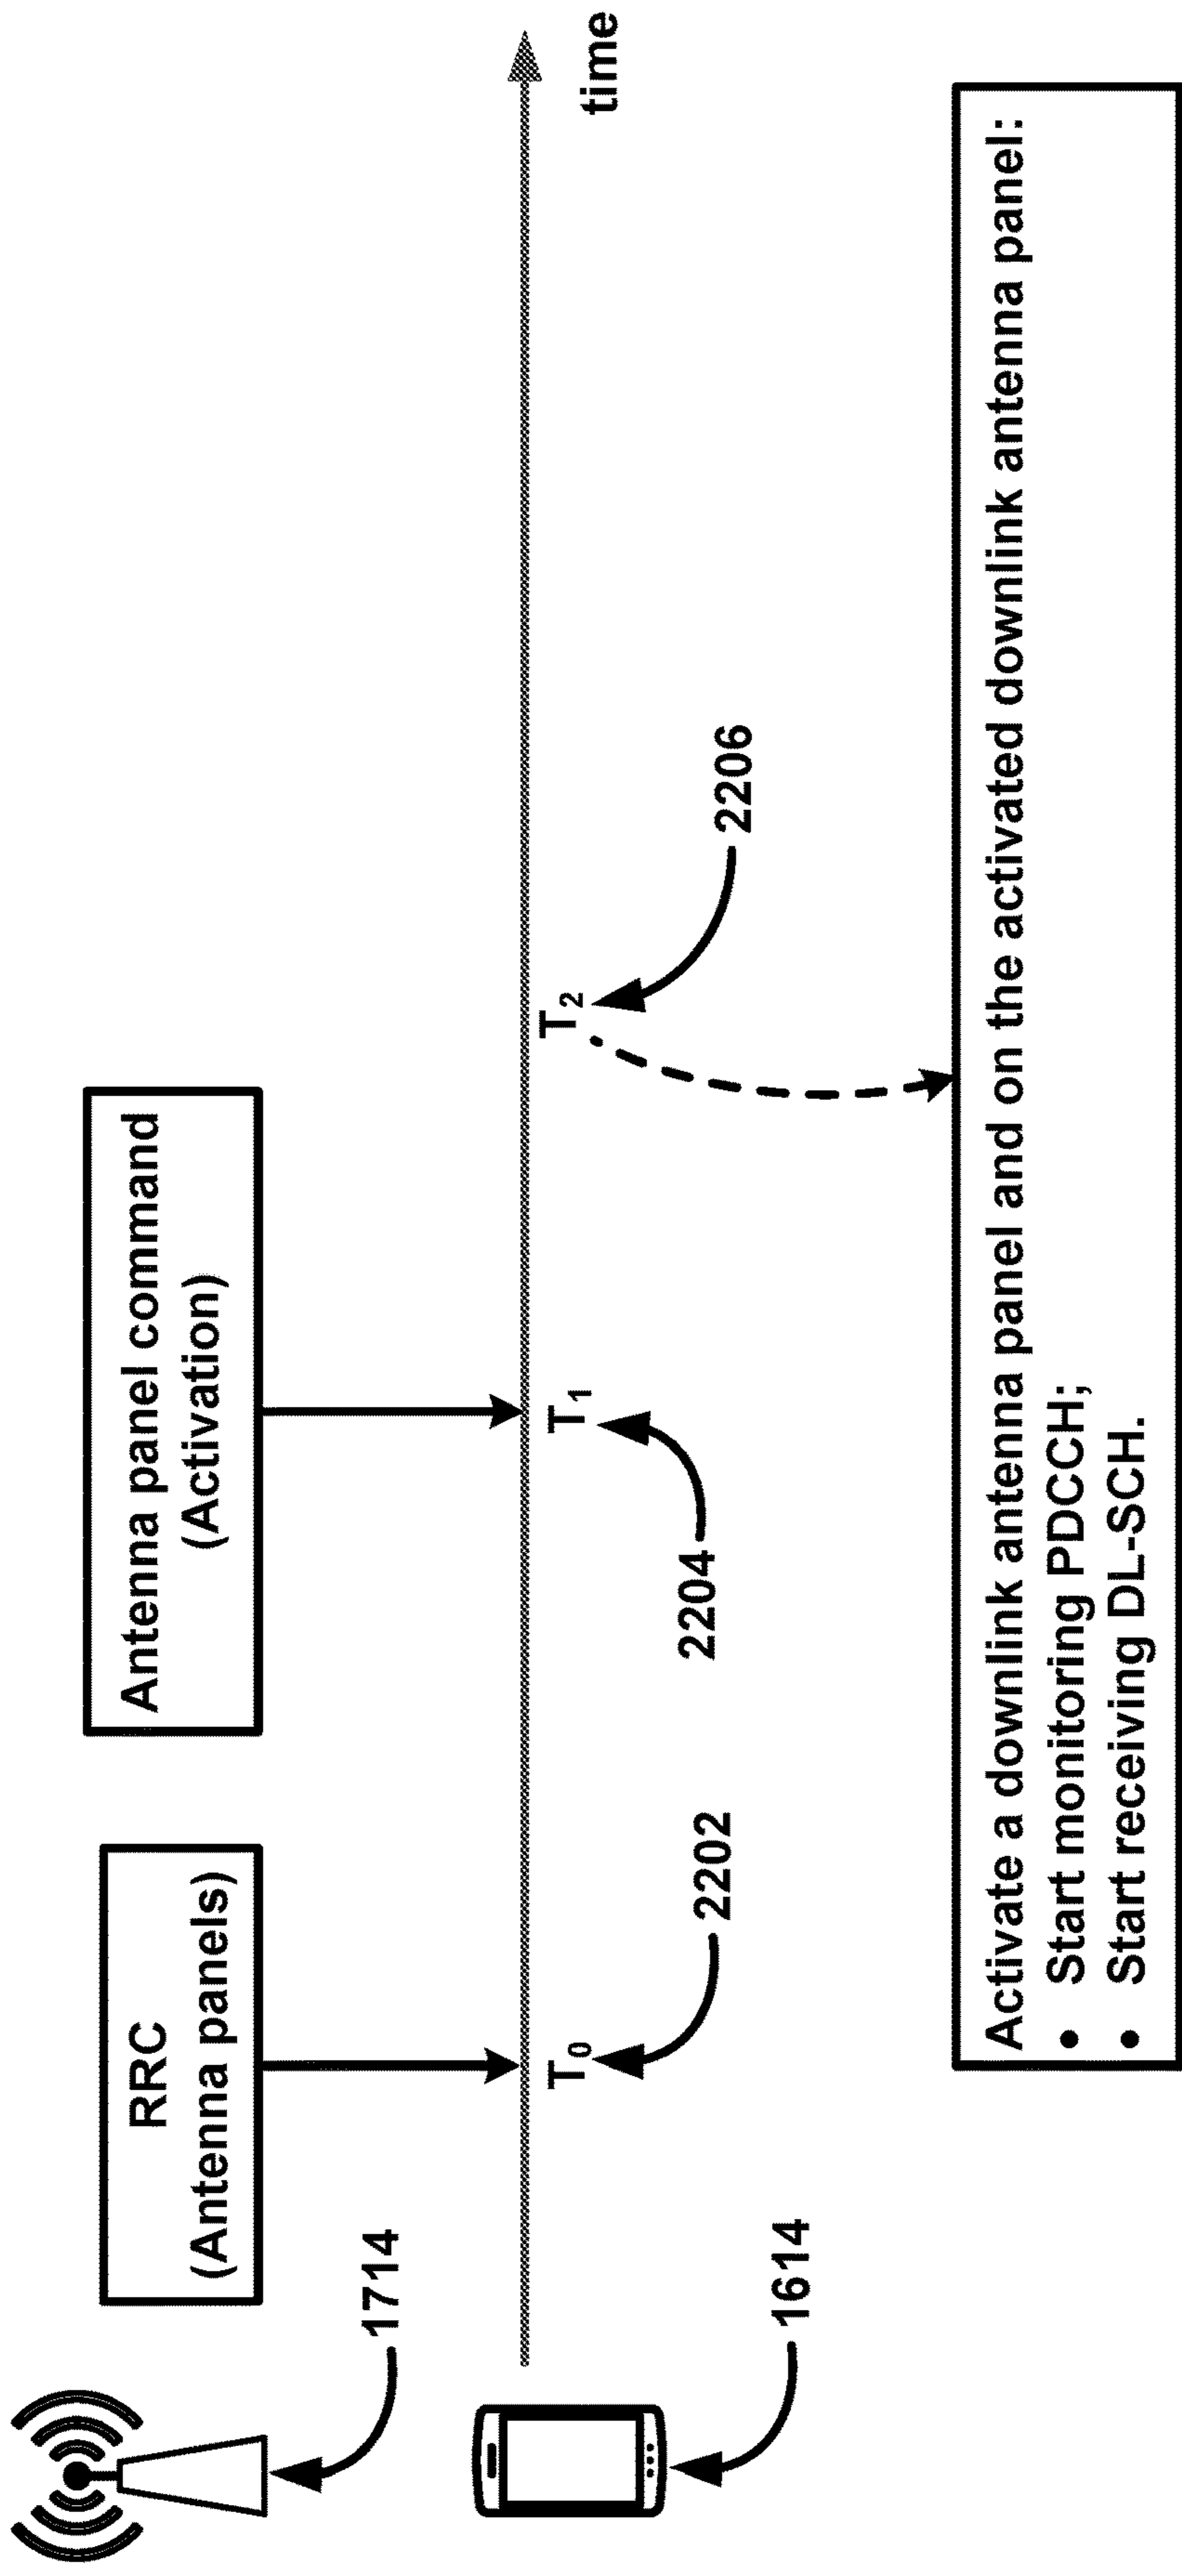 1714
RRC
(Antenna panels)
Antenna panel command
(Activation)
time
T0
T1
T2
1614
2202
2204
2206
Activate a downlink antenna panel and on the activated downlink antenna panel:
• Start monitoring PDCCH;
• Start receiving DL-SCH.